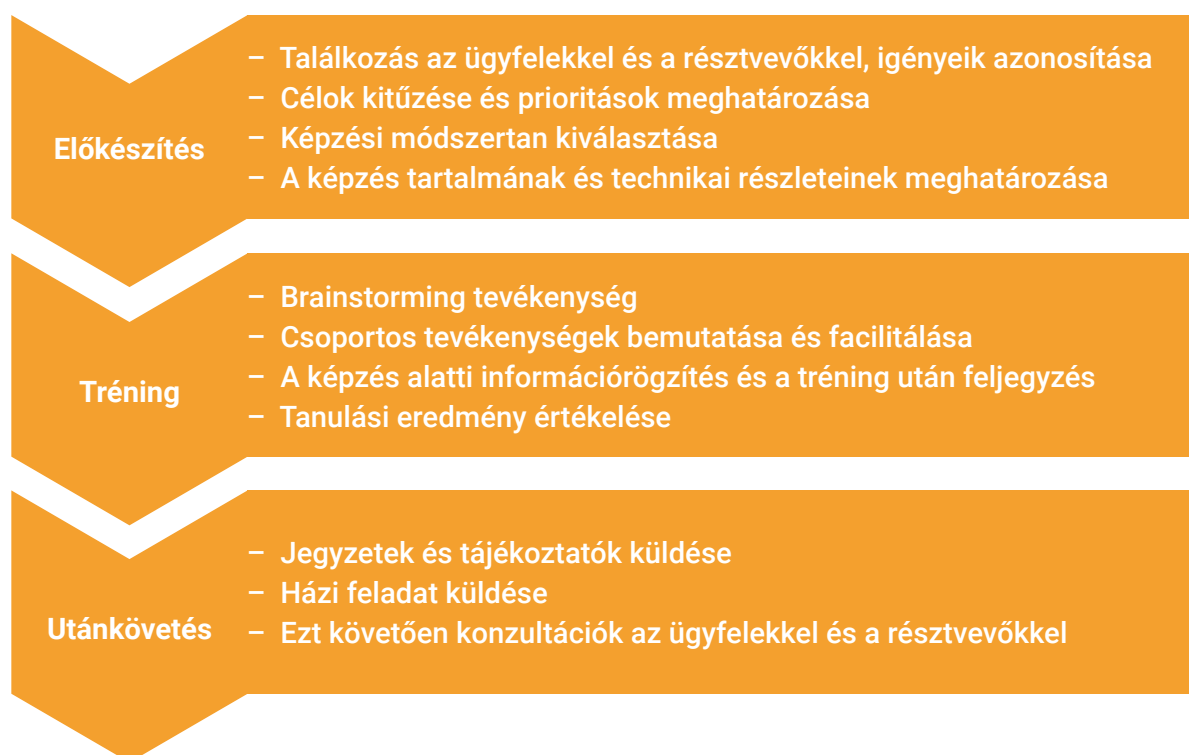 Előkészítés
– Találkozás az ügyfelekkel és a résztvevőkkel, igényeik azonosítása
– Célok kitűzése és prioritások meghatározása
– Képzési módszertan kiválasztása
– A képzés tartalmának és technikai részleteinek meghatározása
Tréning
– Brainstorming tevékenység
– Csoportos tevékenységek bemutatása és facilitálása
– A képzés alatti információrögzítés és a tréning után feljegyzés
– Tanulási eredmény értékelése
Utánkövetés
– Jegyzetek és tájékoztatók küldése
– Házi feladat küldése
– Ezt követően konzultációk az ügyfelekkel és a résztvevőkkel